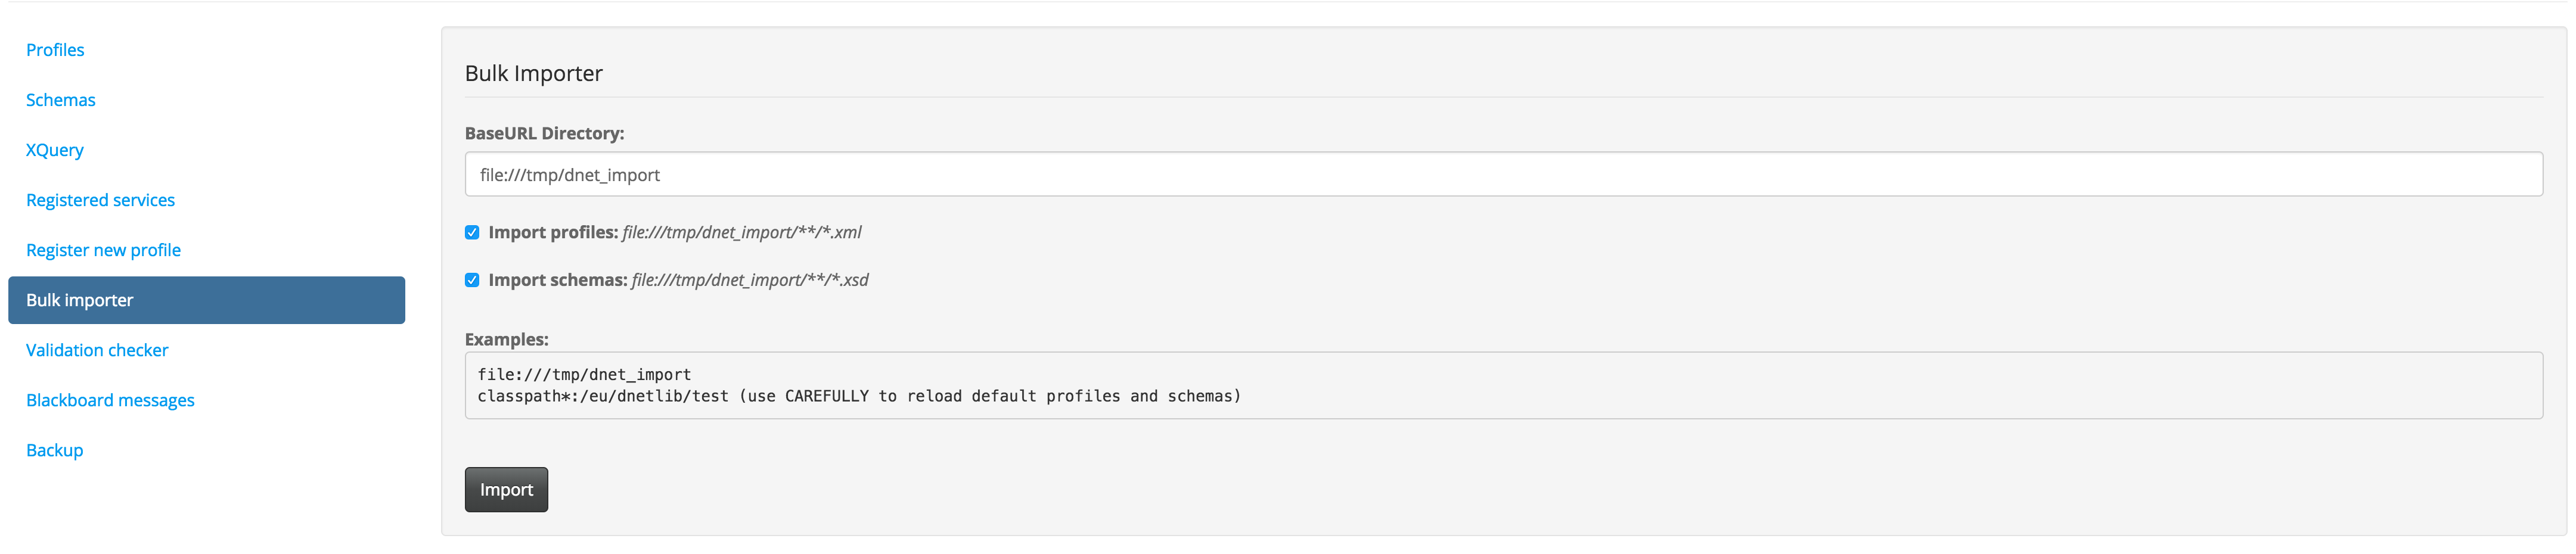 Profiles
Schemas
XQuery
Registered services
Register new profile
Bulk importer
Validation checker
Blackboard messages
Backup
Bulk Importer
BaseURL Directory:
file:///tmp/dnet_import
Import profiles: file:///tmp/dnet_import/**/*.xml
Import schemas: file:///tmp/dnet_import/**/*.xsd
Examples:
file:///tmp/dnet_import
classpath*:/eu/dnetlib/test (use CAREFULLY to reload default profiles and schemas)
Import